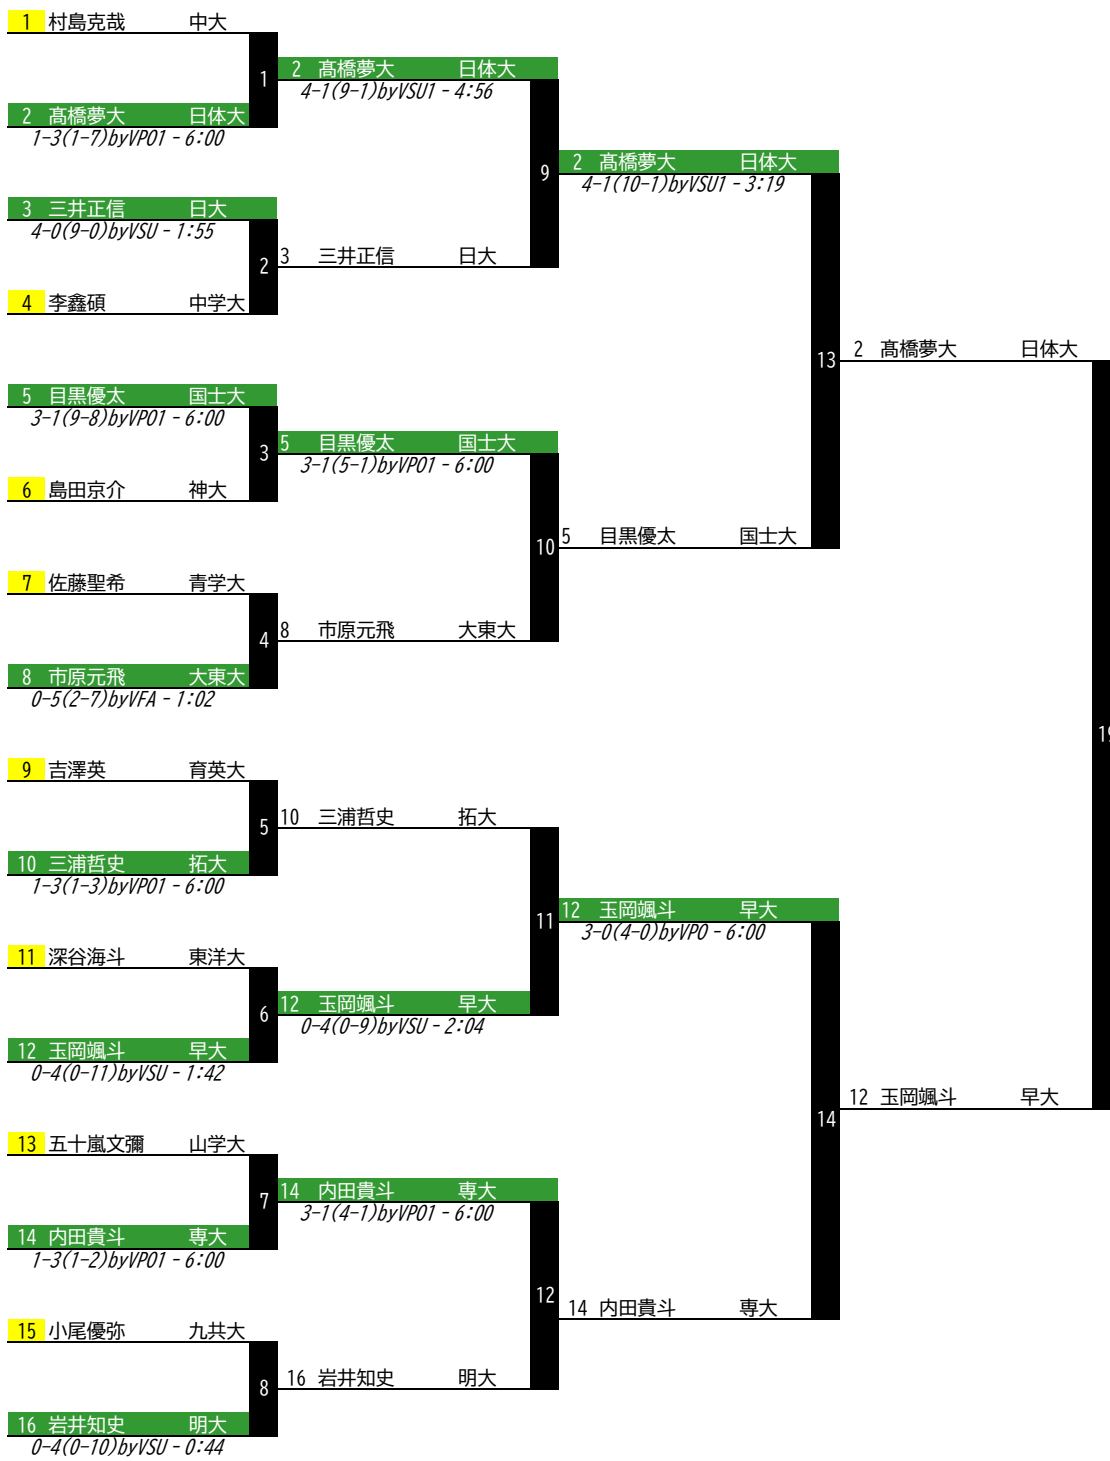 1 村島克哉 中大
2 髙橋夢大 日体大
1-3(1-7)byVPO1 - 6:00
1
3 三井正信 日大
4-0(9-0)byVSU - 1:55
4 李鑫碩 中学大
2
5 目黒優太 国士大
3-1(9-8)byVPO1 - 6:00
6 島田京介 神大
3
7 佐藤聖希 青学大
8 市原元飛 大東大
0-5(2-7)byVFA - 1:02
4
9 吉澤英 育英大
10 三浦哲史 拓大
1-3(1-3)byVPO1 - 6:00
5
11 深谷海斗 東洋大
12 玉岡颯斗 早大
0-4(0-11)byVSU - 1:42
6
13 五十嵐文彌 山学大
14 内田貴斗 専大
1-3(1-2)byVPO1 - 6:00
7
15 小尾優弥 九共大
16 岩井知史 明大
0-4(0-10)byVSU - 0:44
8
2 髙橋夢大 日体大
4-1(9-1)byVSU1 - 4:56
3 三井正信 日大
9
5 目黒優太 国士大
3-1(5-1)byVPO1 - 6:00
8 市原元飛 大東大
10
10 三浦哲史 拓大
12 玉岡颯斗 早大
0-4(0-9)byVSU - 2:04
11
14 内田貴斗 専大
3-1(4-1)byVPO1 - 6:00
16 岩井知史 明大
12
2 髙橋夢大 日体大
4-1(10-1)byVSU1 - 3:19
5 目黒優太 国士大
13
12 玉岡颯斗 早大
3-0(4-0)byVPO - 6:00
14 内田貴斗 専大
14
2 髙橋夢大 日体大
12 玉岡颯斗 早大
19